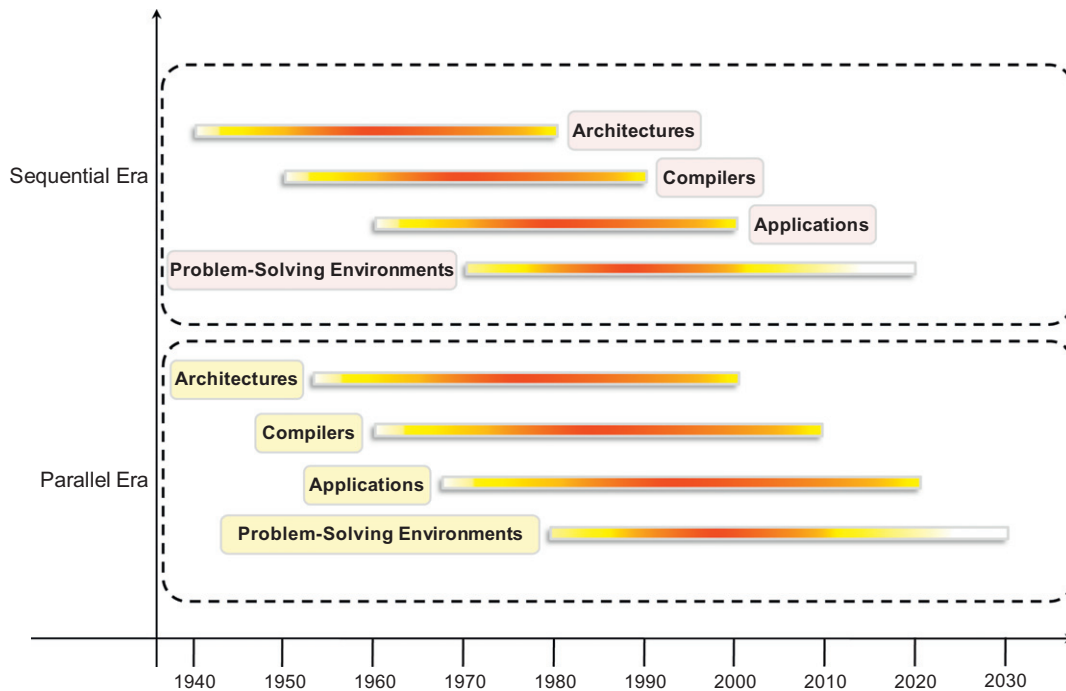 Architectures
Compilers
Sequential Era
Applications
Problem-Solving Environments
Architectures
Compilers
Parallel Era
Applications
Problem-Solving Environments
1940 1950 1960 1970 1980 1990 2000 2010 2020 2030